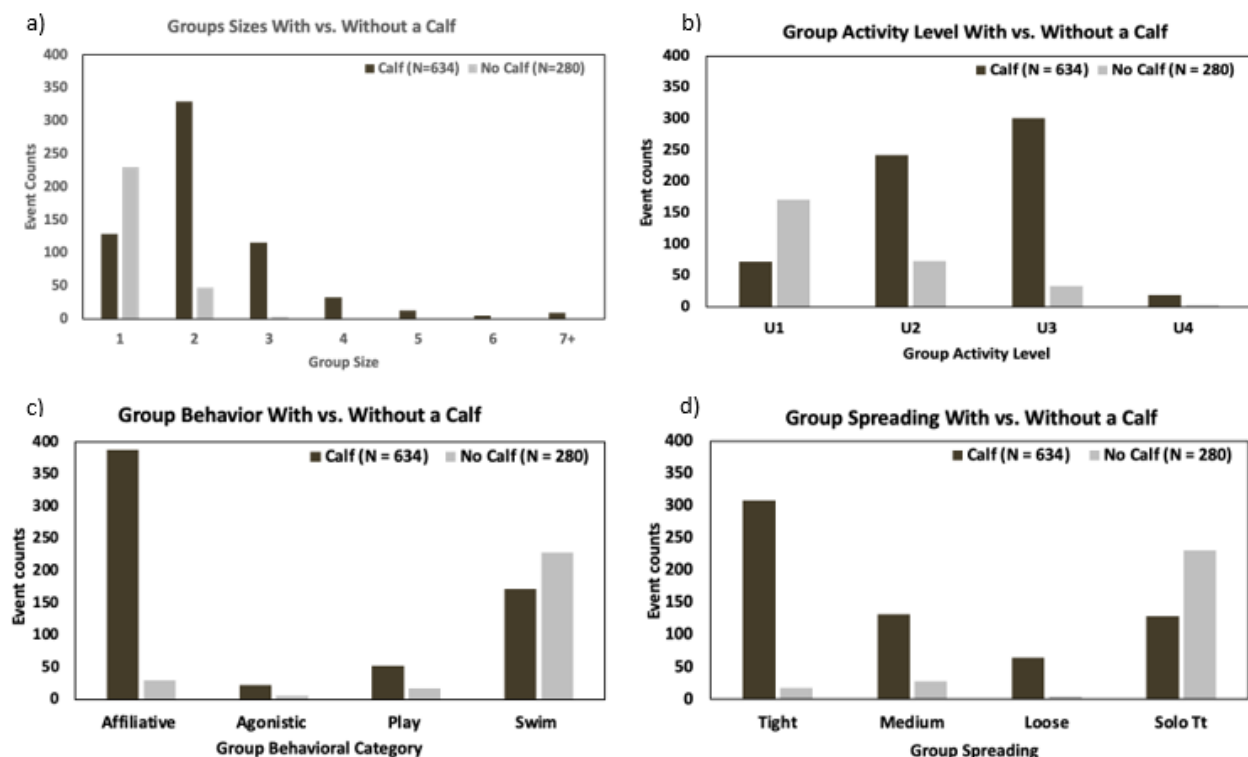 a)
Groups Sizes With vs. Without a Calf
Calf (N=634) No Calf (N=280)
400
350
300
250
200
150
100
50
0
Event Counts
1 2 3 4 5 6 7+
Group Size
b)
Group Activity Level With vs. Without a Calf
Calf (N = 634) No Calf (N = 280)
400
350
300
250
200
150
100
50
0
Event counts
U1 U2 U3 U4
Group Activity Level
c)
Group Behavior With vs. Without a Calf
Calf (N = 634) No Calf (N = 280)
400
350
300
250
200
150
100
50
0
Event counts
Affiliative Agonistic Play Swim
Group Behavioral Category
d)
Group Spreading With vs. Without a Calf
Calf (N = 634) No Calf (N = 280)
400
350
300
250
200
150
100
50
0
Event counts
Tight Medium Loose Solo Tt
Group Spreading